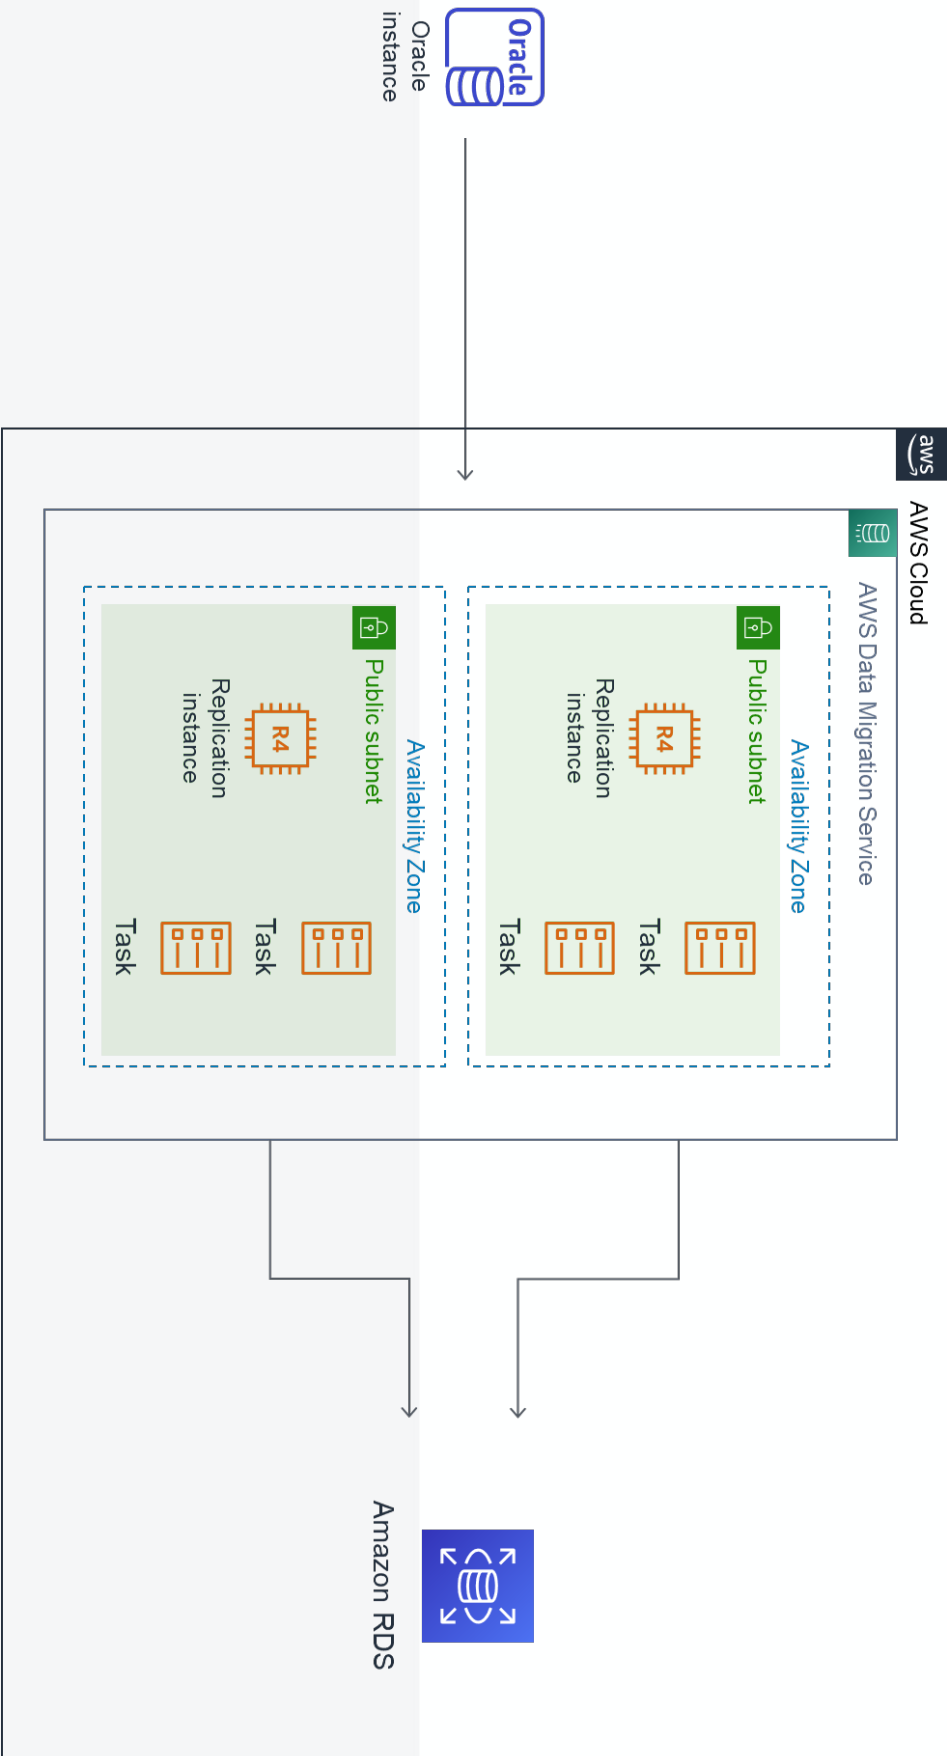 Oracle
Oracle
instance
aws
AWS Cloud
AWS Data Migration Service
Availability Zone
Public subnet
R4
Replication
instance
Task
Task
Availability Zone
Public subnet
R4
Replication
instance
Task
Task
Amazon RDS